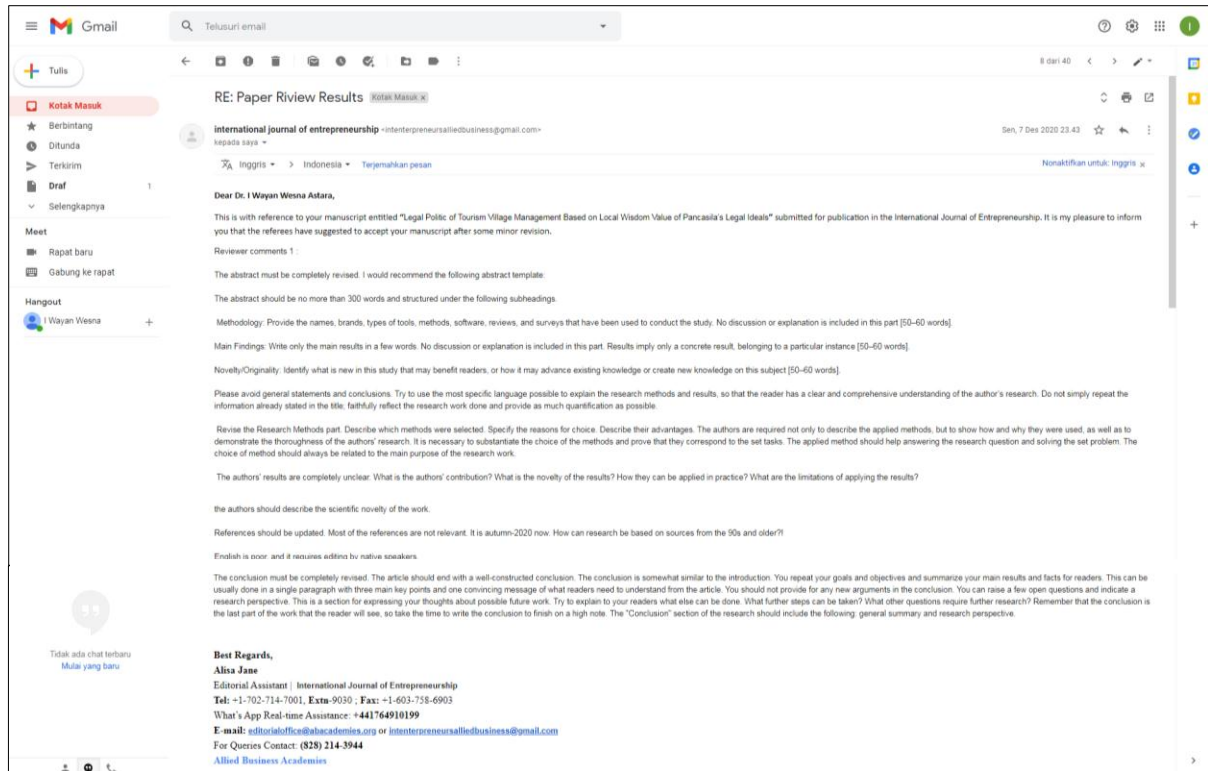 Gmail
Telusuri email
Tulis
8 dari 40
Kotak Masuk
Berbintang
Ditunda
Terkirim
Draf 1
Selengkapnya
Meet
Rapat baru
Gabung ke rapat
Hangout
I Wayan Wesna
Tidak ada chat terbaru
Mulai yang baru
RE: Paper Riview Results Kotak Masuk x
international journal of entrepreneurship <intenterpreneursalliedbusiness@gmail.com>
Sen, 7 Des 2020 23.43
kepada saya
Inggris > Indonesia Terjemahkan pesan
Nonaktifkan untuk: Inggris x
Dear Dr. I Wayan Wesna Astara,
This is with reference to your manuscript entitled "Legal Politic of Tourism Village Management Based on Local Wisdom Value of Pancasila's Legal Ideals" submitted for publication in the International Journal of Entrepreneurship. It is my pleasure to inform
you that the referees have suggested to accept your manuscript after some minor revision.
Reviewer comments 1 :
The abstract must be completely revised. I would recommend the following abstract template:
The abstract should be no more than 300 words and structured under the following subheadings.
Methodology: Provide the names, brands, types of tools, methods, software, reviews, and surveys that have been used to conduct the study. No discussion or explanation is included in this part [50–60 words].
Main Findings: Write only the main results in a few words. No discussion or explanation is included in this part. Results imply only a concrete result, belonging to a particular instance [50–60 words].
Novelty/Originality: Identify what is new in this study that may benefit readers, or how it may advance existing knowledge or create new knowledge on this subject [50–60 words].
Please avoid general statements and conclusions. Try to use the most specific language possible to explain the research methods and results, so that the reader has a clear and comprehensive understanding of the author's research. Do not simply repeat the
information already stated in the title; faithfully reflect the research work done and provide as much quantification as possible.
Revise the Research Methods part. Describe which methods were selected. Specify the reasons for choice. Describe their advantages. The authors are required not only to describe the applied methods, but to show how and why they were used, as well as to
demonstrate the thoroughness of the authors' research. It is necessary to substantiate the choice of the methods and prove that they correspond to the set tasks. The applied method should help answering the research question and solving the set problem. The
choice of method should always be related to the main purpose of the research work.
The authors' results are completely unclear. What is the authors' contribution? What is the novelty of the results? How they can be applied in practice? What are the limitations of applying the results?
the authors should describe the scientific novelty of the work.
References should be updated. Most of the references are not relevant. It is autumn-2020 now. How can research be based on sources from the 90s and older?!
English is poor, and it requires editing by native speakers
The conclusion must be completely revised. The article should end with a well-constructed conclusion. The conclusion is somewhat similar to the introduction. You repeat your goals and objectives and summarize your main results and facts for readers. This can be
usually done in a single paragraph with three main key points and one convincing message of what readers need to understand from the article. You should not provide for any new arguments in the conclusion. You can raise a few open questions and indicate a
research perspective. This is a section for expressing your thoughts about possible future work. Try to explain to your readers what else can be done. What further steps can be taken? What other questions require further research? Remember that the conclusion is
the last part of the work that the reader will see, so take the time to write the conclusion to finish on a high note. The "Conclusion" section of the research should include the following: general summary and research perspective.
Best Regards,
Alisa Jane
Editorial Assistant | International Journal of Entrepreneurship
Tel: +1-702-714-7001, Extn-9030 ; Fax: +1-603-758-6903
What's App Real-time Assistance: +441764910199
E-mail: editorialoffice@abacademies.org or intenterpreneursalliedbusiness@gmail.com
For Queries Contact: (828) 214-3944
Allied Business Academies